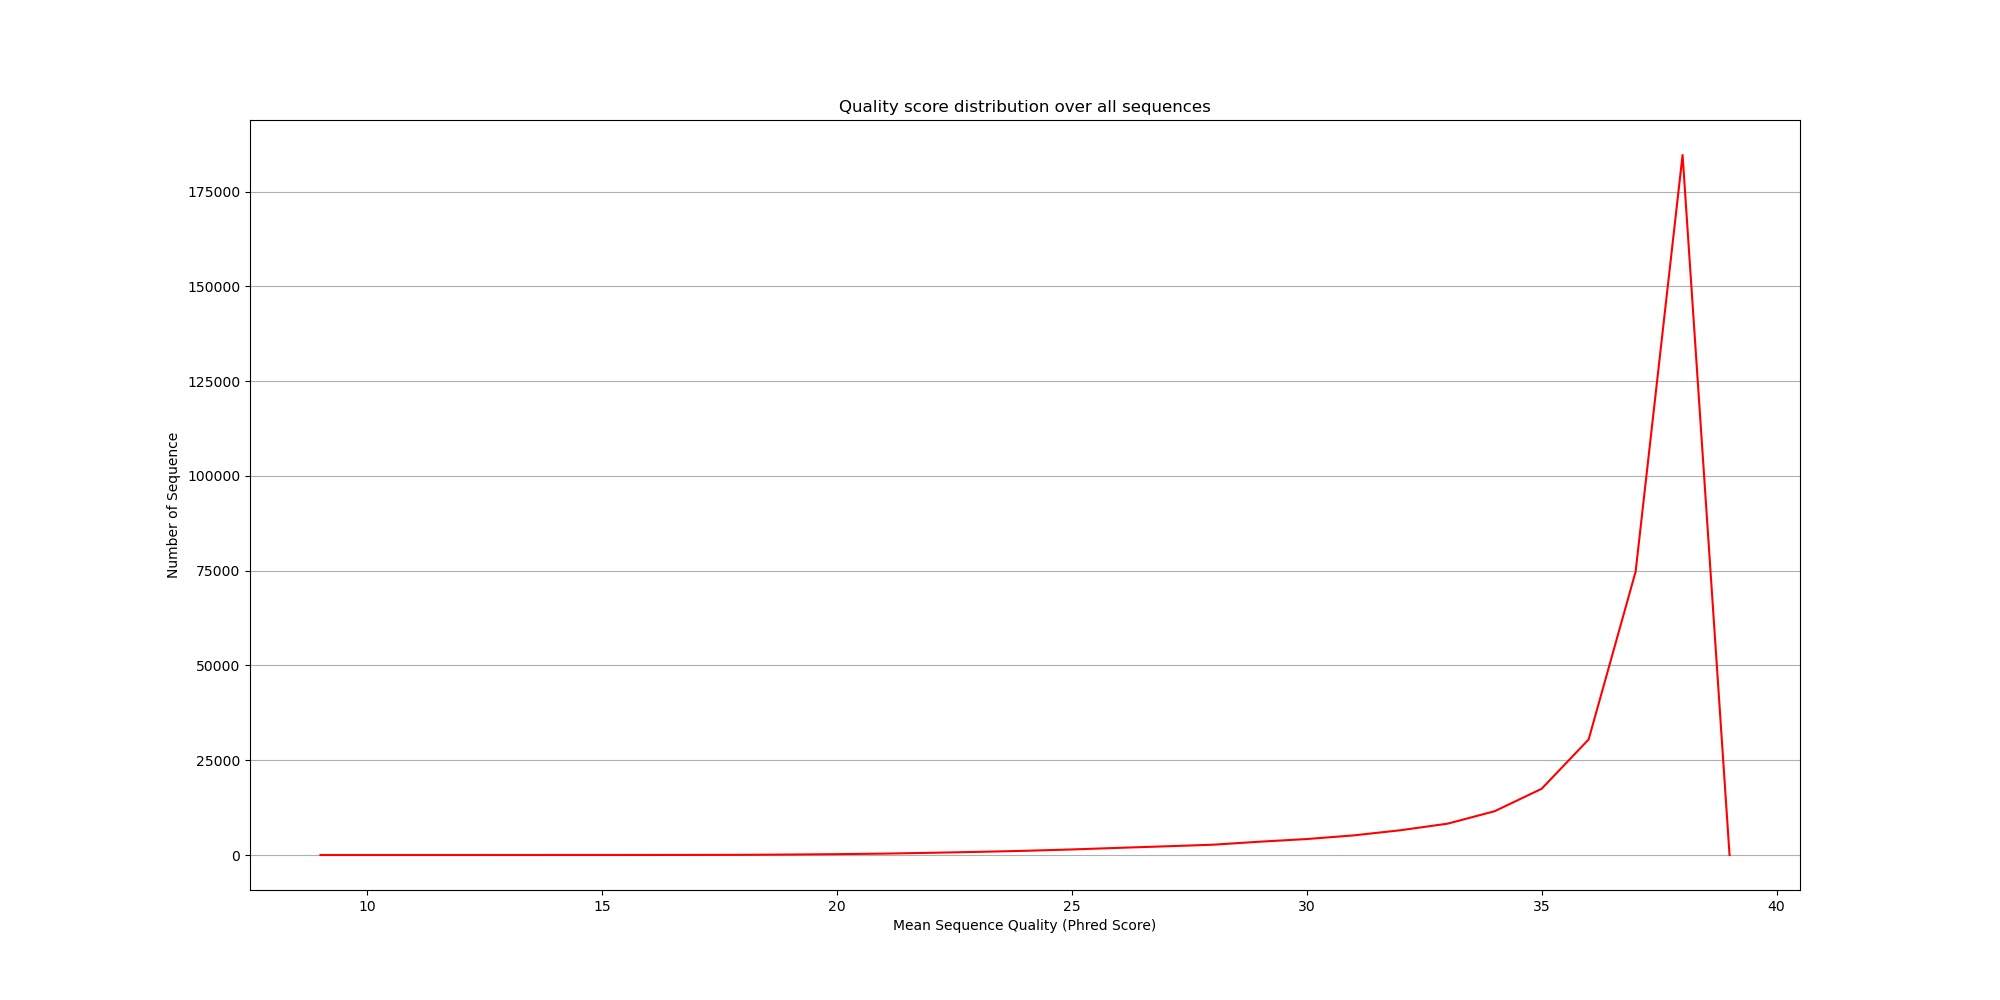 Quality score distribution over all sequences
175000
150000
125000
100000
75000
50000
25000
0
Number of Sequence
10 15 20 25 30 35 40
Mean Sequence Quality (Phred Score)